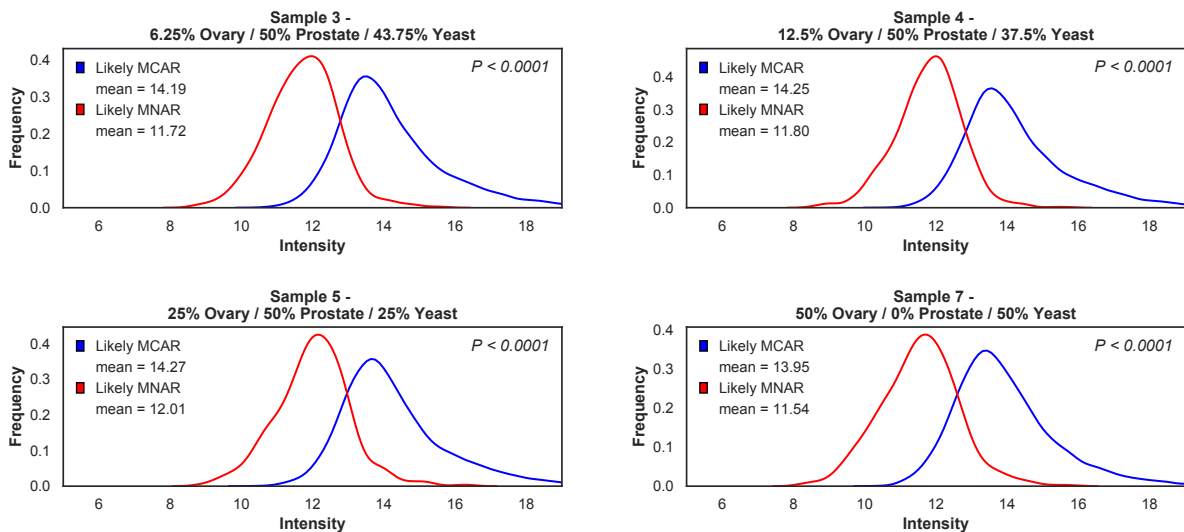 Sample 3 -
6.25% Ovary / 50% Prostate / 43.75% Yeast
Frequency
0.4
0.3
0.2
0.1
0.0
Likely MCAR
mean = 14.19
Likely MNAR
mean = 11.72
P < 0.0001
6 8 10 12 14 16 18
Intensity
Sample 4 -
12.5% Ovary / 50% Prostate / 37.5% Yeast
Frequency
0.4
0.3
0.2
0.1
0.0
Likely MCAR
mean = 14.25
Likely MNAR
mean = 11.80
P < 0.0001
6 8 10 12 14 16 18
Intensity
Sample 5 -
25% Ovary / 50% Prostate / 25% Yeast
Frequency
0.4
0.3
0.2
0.1
0.0
Likely MCAR
mean = 14.27
Likely MNAR
mean = 12.01
P < 0.0001
6 8 10 12 14 16 18
Intensity
Sample 7 -
50% Ovary / 0% Prostate / 50% Yeast
Frequency
0.4
0.3
0.2
0.1
0.0
Likely MCAR
mean = 13.95
Likely MNAR
mean = 11.54
P < 0.0001
6 8 10 12 14 16 18
Intensity